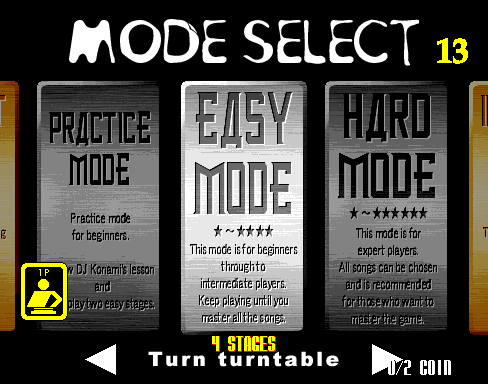 MODE SELECT
13
PRACTICE
MODE
Practice mode
for beginners.
DJ Konami's lesson
and
play two easy stages.
1P
EASY
MODE
★~★★★★
This mode is for beginners
through to
intermediate players.
Keep playing until you
master all the songs.
HARD
MODE
★~★★★★★★
This mode is for
expert players.
All songs can be chosen
and is recommended
for those who want to
master the game.
4 STAGES
Turn turntable
0/2 COIN